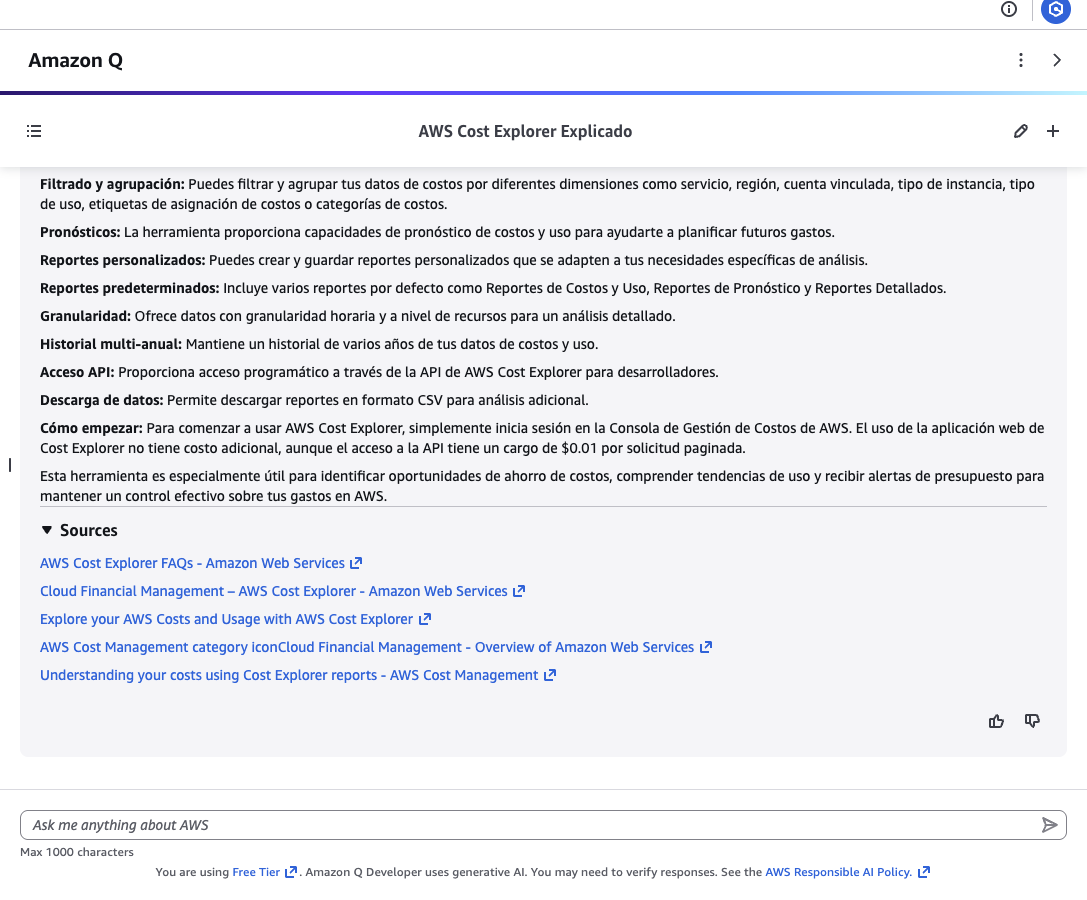 Amazon Q
AWS Cost Explorer Explicado
Filtrado y agrupación: Puedes filtrar y agrupar tus datos de costos por diferentes dimensiones como servicio, región, cuenta vinculada, tipo de instancia, tipo
de uso, etiquetas de asignación de costos o categorías de costos.
Pronósticos: La herramienta proporciona capacidades de pronóstico de costos y uso para ayudarte a planificar futuros gastos.
Reportes personalizados: Puedes crear y guardar reportes personalizados que se adapten a tus necesidades específicas de análisis.
Reportes predeterminados: Incluye varios reportes por defecto como Reportes de Costos y Uso, Reportes de Pronóstico y Reportes Detallados.
Granularidad: Ofrece datos con granularidad horaria y a nivel de recursos para un análisis detallado.
Historial multi-anual: Mantiene un historial de varios años de tus datos de costos y uso.
Acceso API: Proporciona acceso programático a través de la API de AWS Cost Explorer para desarrolladores.
Descarga de datos: Permite descargar reportes en formato CSV para análisis adicional.
Cómo empezar: Para comenzar a usar AWS Cost Explorer, simplemente inicia sesión en la Consola de Gestión de Costos de AWS. El uso de la aplicación web de
Cost Explorer no tiene costo adicional, aunque el acceso a la API tiene un cargo de $0.01 por solicitud paginada.
Esta herramienta es especialmente útil para identificar oportunidades de ahorro de costos, comprender tendencias de uso y recibir alertas de presupuesto para
mantener un control efectivo sobre tus gastos en AWS.
Sources
AWS Cost Explorer FAQs - Amazon Web Services
Cloud Financial Management – AWS Cost Explorer - Amazon Web Services
Explore your AWS Costs and Usage with AWS Cost Explorer
AWS Cost Management category iconCloud Financial Management - Overview of Amazon Web Services
Understanding your costs using Cost Explorer reports - AWS Cost Management
Ask me anything about AWS
Max 1000 characters
You are using Free Tier . Amazon Q Developer uses generative AI. You may need to verify responses. See the AWS Responsible AI Policy.